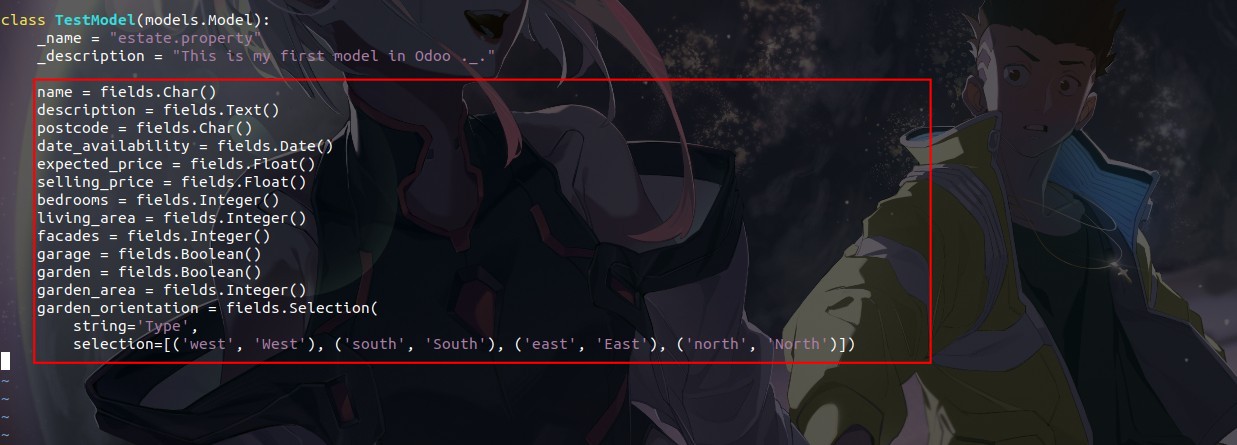 class TestModel(models.Model):
    _name = "estate.property"
    _description = "This is my first model in Odoo ._."
    name = fields.Char()
    description = fields.Text()
    postcode = fields.Char()
    date_availability = fields.Date()
    expected_price = fields.Float()
    selling_price = fields.Float()
    bedrooms = fields.Integer()
    living_area = fields.Integer()
    facades = fields.Integer()
    garage = fields.Boolean()
    garden = fields.Boolean()
    garden_area = fields.Integer()
    garden_orientation = fields.Selection(
        string='Type',
        selection=[('west', 'West'), ('south', 'South'), ('east', 'East'), ('north', 'North')])
~
~
~
~